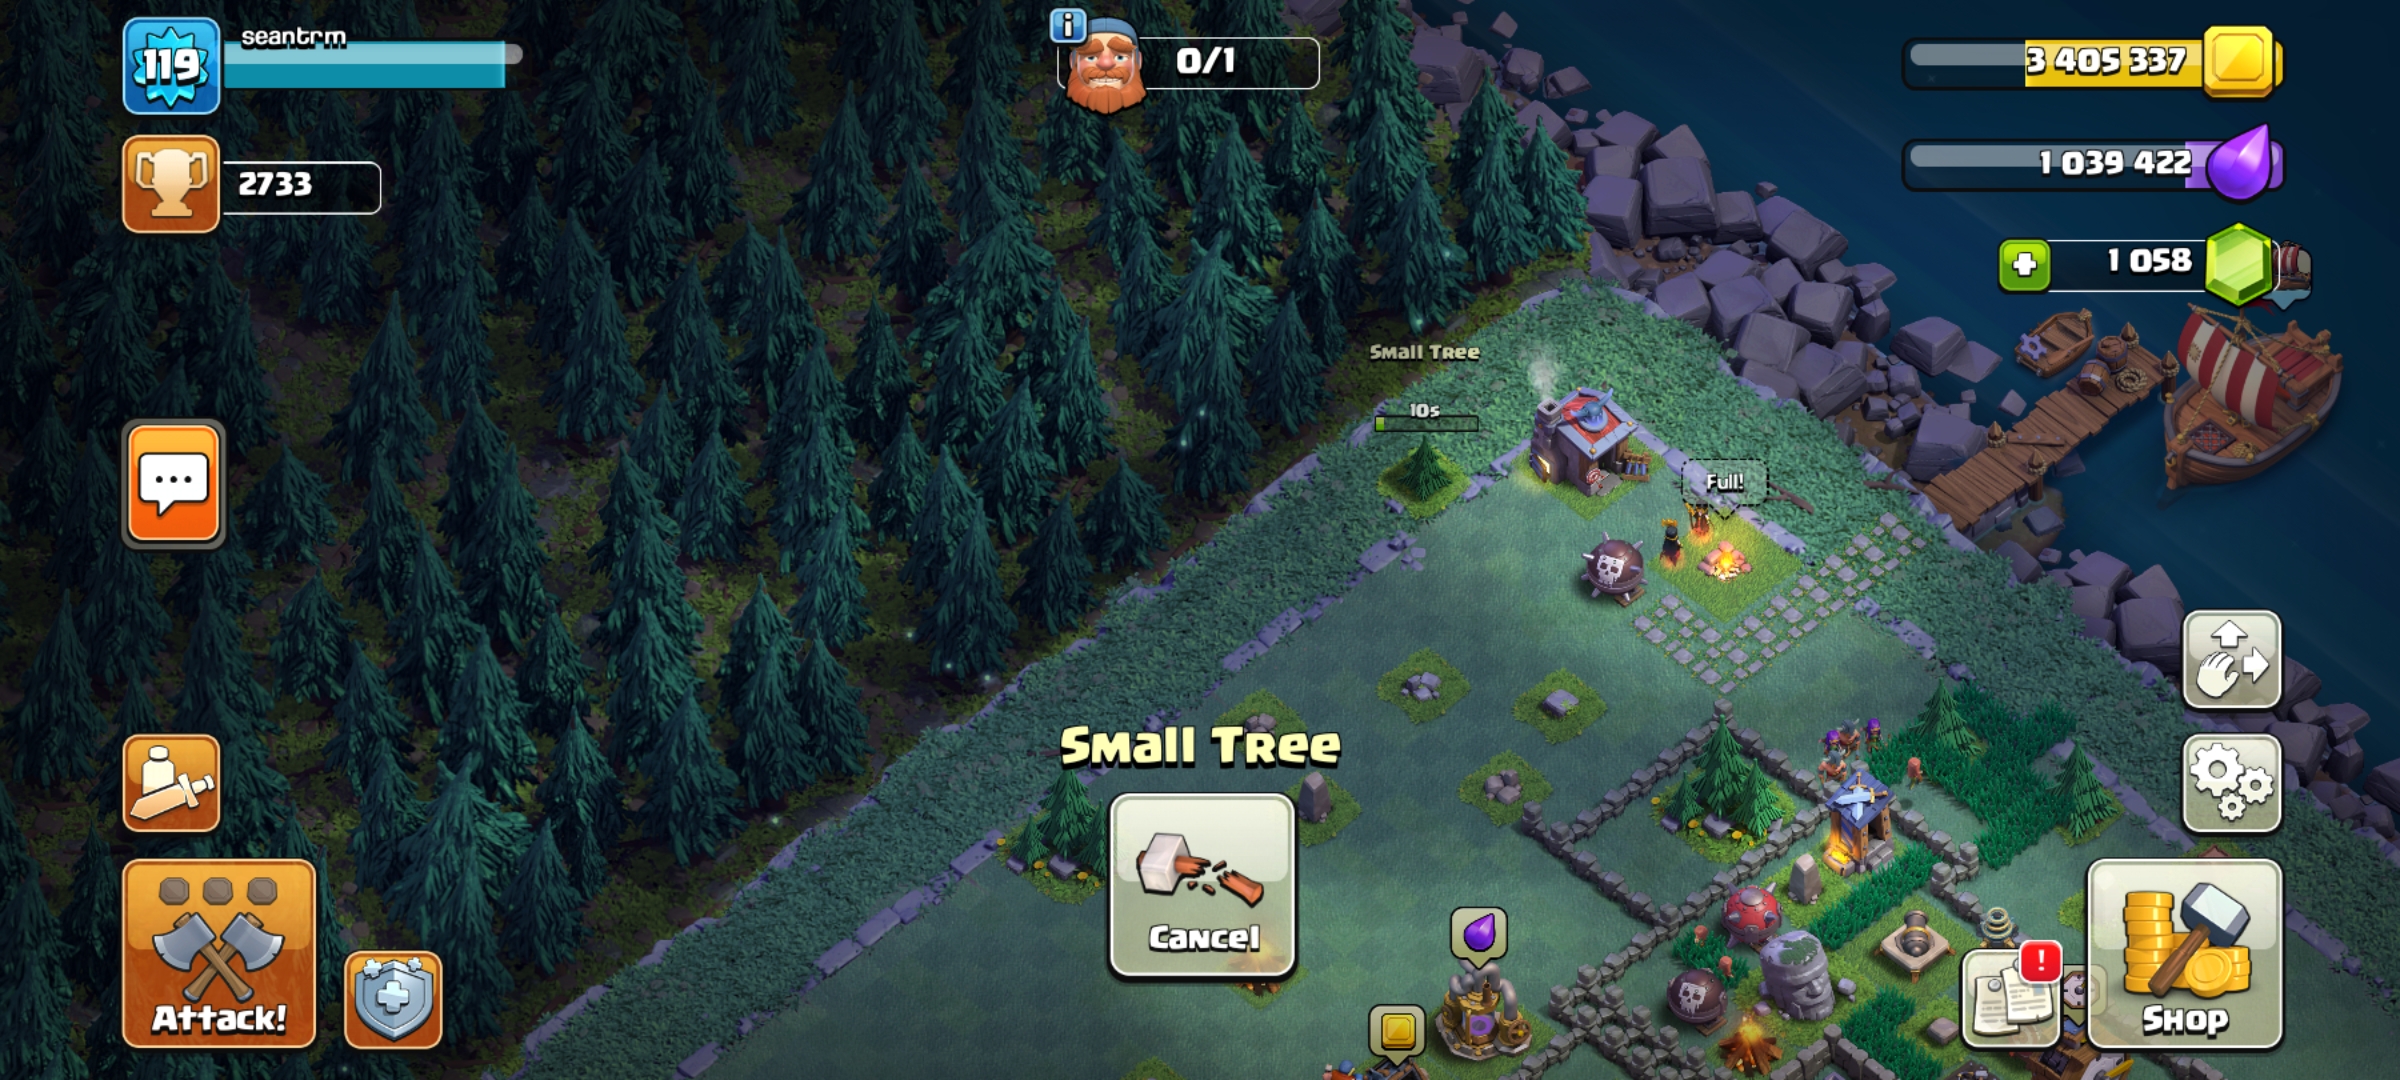 119
seantrm
i
0/1
3 405 337
2733
1 039 422
1 058
Small Tree
10s
Full!
Small Tree
Cancel
Attack!
!
Shop